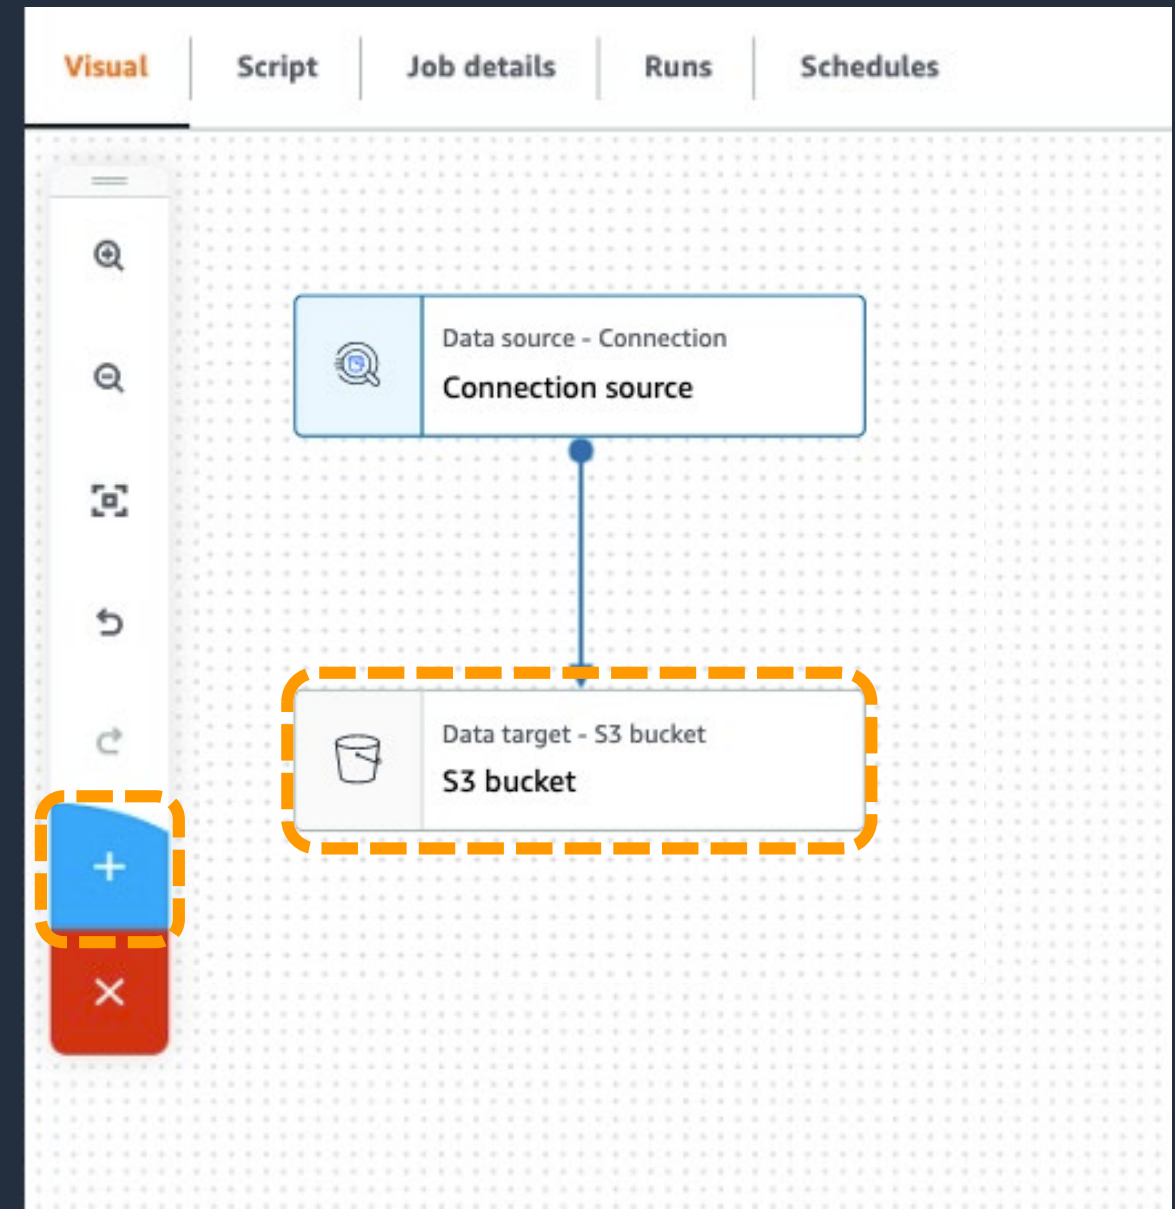 Visual Script Job details Runs Schedules
Data source - Connection
Connection source
Data target - S3 bucket
S3 bucket